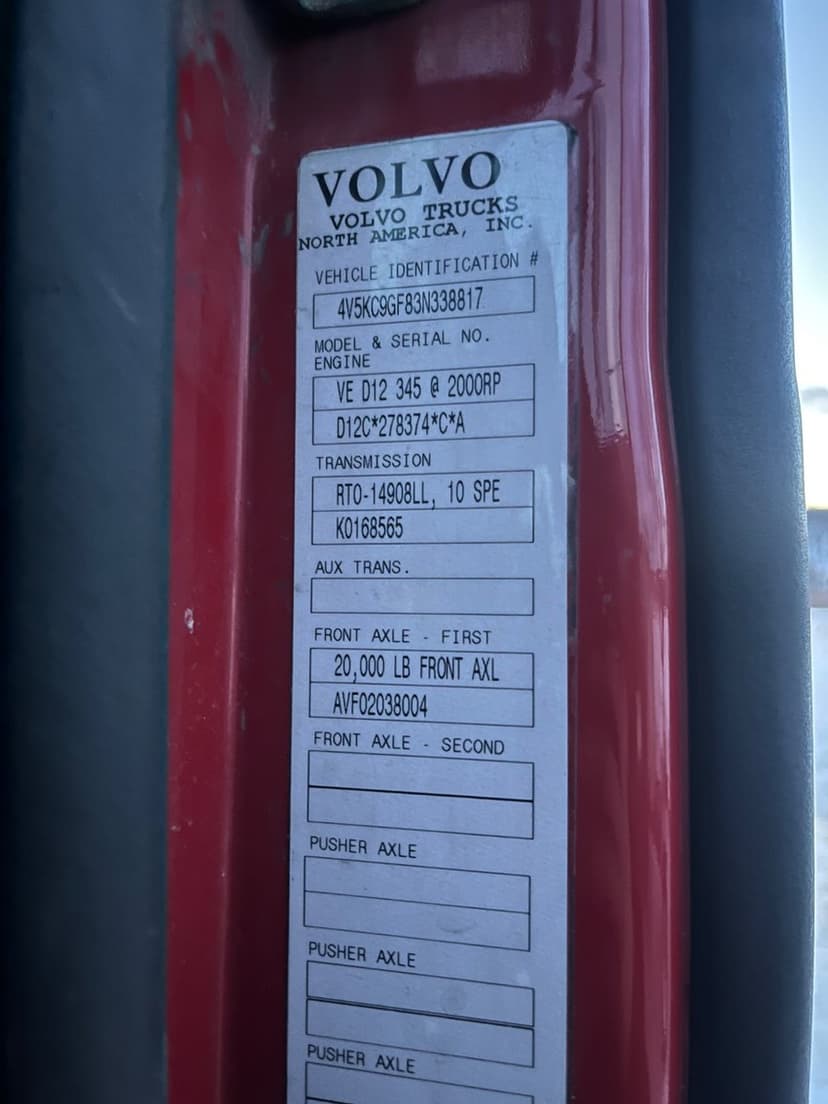 VOLVO
VOLVO TRUCKS
NORTH AMERICA, INC.
VEHICLE IDENTIFICATION #
4V5KC9GF83N338817
MODEL & SERIAL NO.
ENGINE
VE D12 345 @ 2000RP
D12C*278374*C*A
TRANSMISSION
RTO-14908LL, 10 SPE
K0168565
AUX TRANS.
FRONT AXLE - FIRST
20,000 LB FRONT AXL
AVF02038004
FRONT AXLE - SECOND
PUSHER AXLE
PUSHER AXLE
PUSHER AXLE